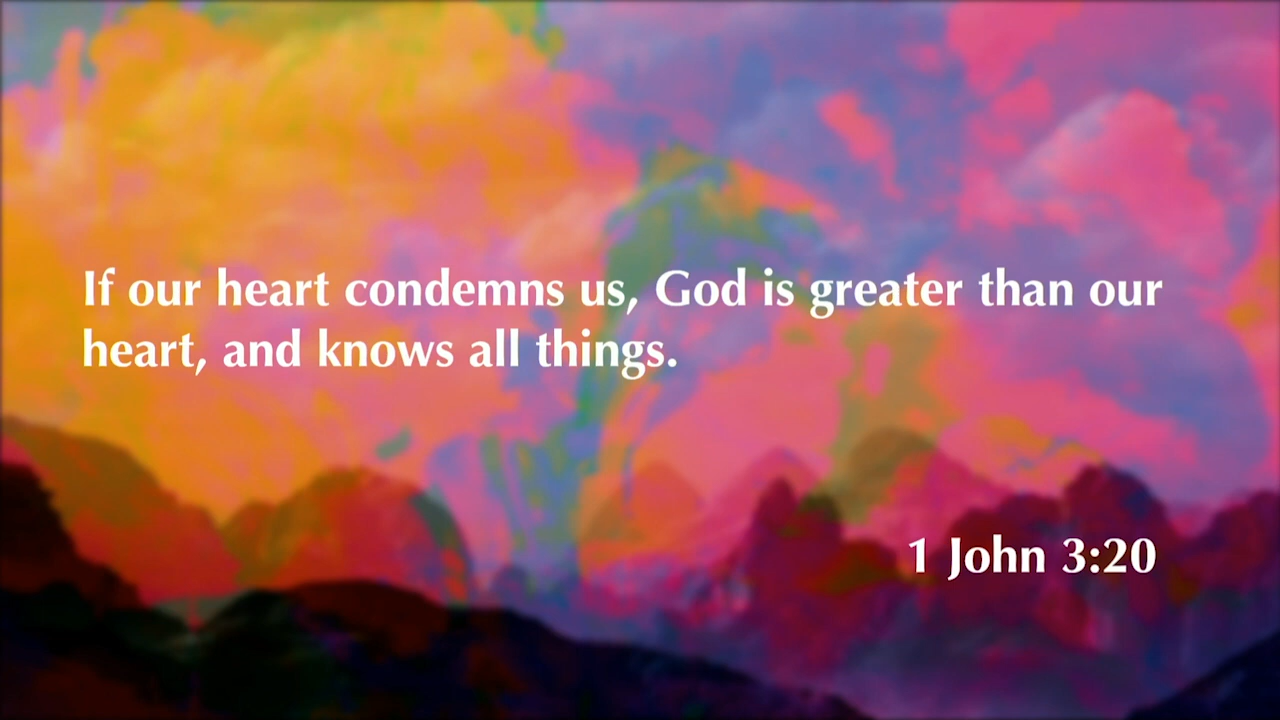 If our heart condemns us, God is greater than our
heart, and knows all things.
1 John 3:20